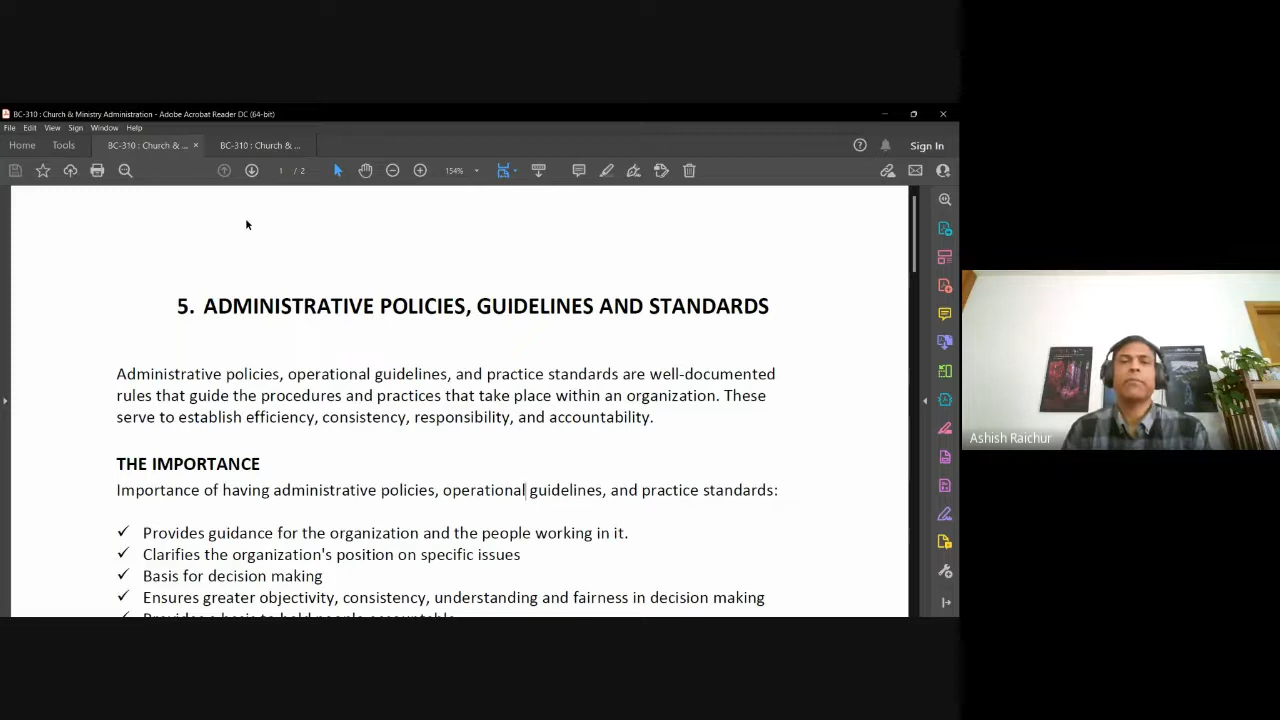 BC-310 : Church & Ministry Administration - Adobe Acrobat Reader DC (64-bit)
File Edit View Sign Window Help
Home Tools BC-310 : Church & ... × BC-310 : Church & ... Sign In
1 / 2 154%
5. ADMINISTRATIVE POLICIES, GUIDELINES AND STANDARDS
Administrative policies, operational guidelines, and practice standards are well-documented
rules that guide the procedures and practices that take place within an organization. These
serve to establish efficiency, consistency, responsibility, and accountability.
THE IMPORTANCE
Importance of having administrative policies, operational guidelines, and practice standards:
✓ Provides guidance for the organization and the people working in it.
✓ Clarifies the organization's position on specific issues
✓ Basis for decision making
✓ Ensures greater objectivity, consistency, understanding and fairness in decision making
✓ Provides a basis to hold people accountable
Ashish Raichur